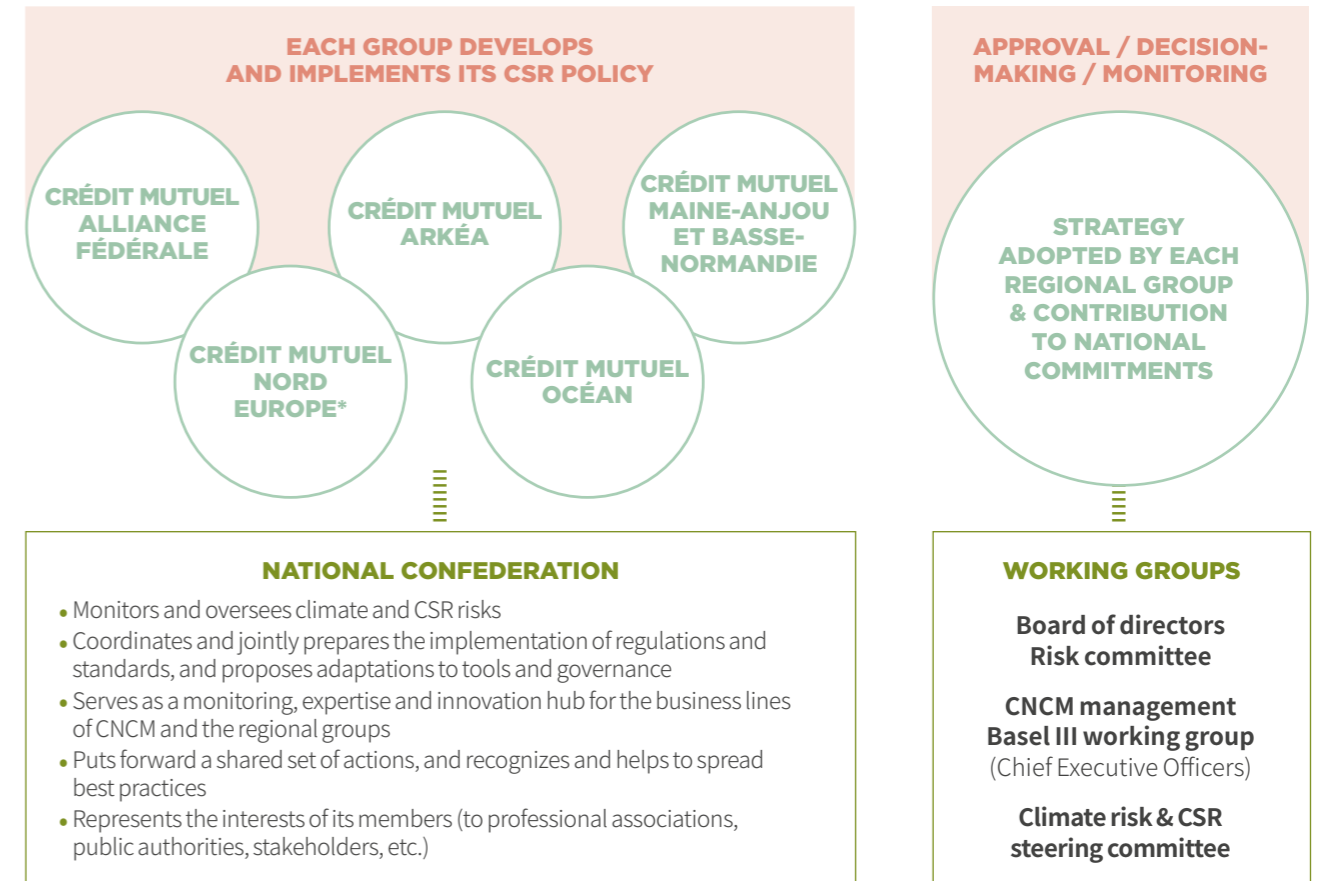 EACH GROUP DEVELOPS
AND IMPLEMENTS ITS CSR POLICY
CRÉDIT MUTUEL
ALLIANCE
FÉDÉRALE
CRÉDIT MUTUEL
ARKÉA
CRÉDIT MUTUEL
MAINE-ANJOU
ET BASSE-
NORMANDIE
CRÉDIT MUTUEL
NORD
EUROPE*
CRÉDIT MUTUEL
OCÉAN
NATIONAL CONFEDERATION
• Monitors and oversees climate and CSR risks
• Coordinates and jointly prepares the implementation of regulations and
standards, and proposes adaptations to tools and governance
• Serves as a monitoring, expertise and innovation hub for the business lines
of CNCM and the regional groups
• Puts forward a shared set of actions, and recognizes and helps to spread
best practices
• Represents the interests of its members (to professional associations,
public authorities, stakeholders, etc.)
APPROVAL / DECISION-
MAKING / MONITORING
STRATEGY
ADOPTED BY EACH
REGIONAL GROUP
& CONTRIBUTION
TO NATIONAL
COMMITMENTS
WORKING GROUPS
Board of directors
Risk committee
CNCM management
Basel III working group
(Chief Executive Officers)
Climate risk & CSR
steering committee